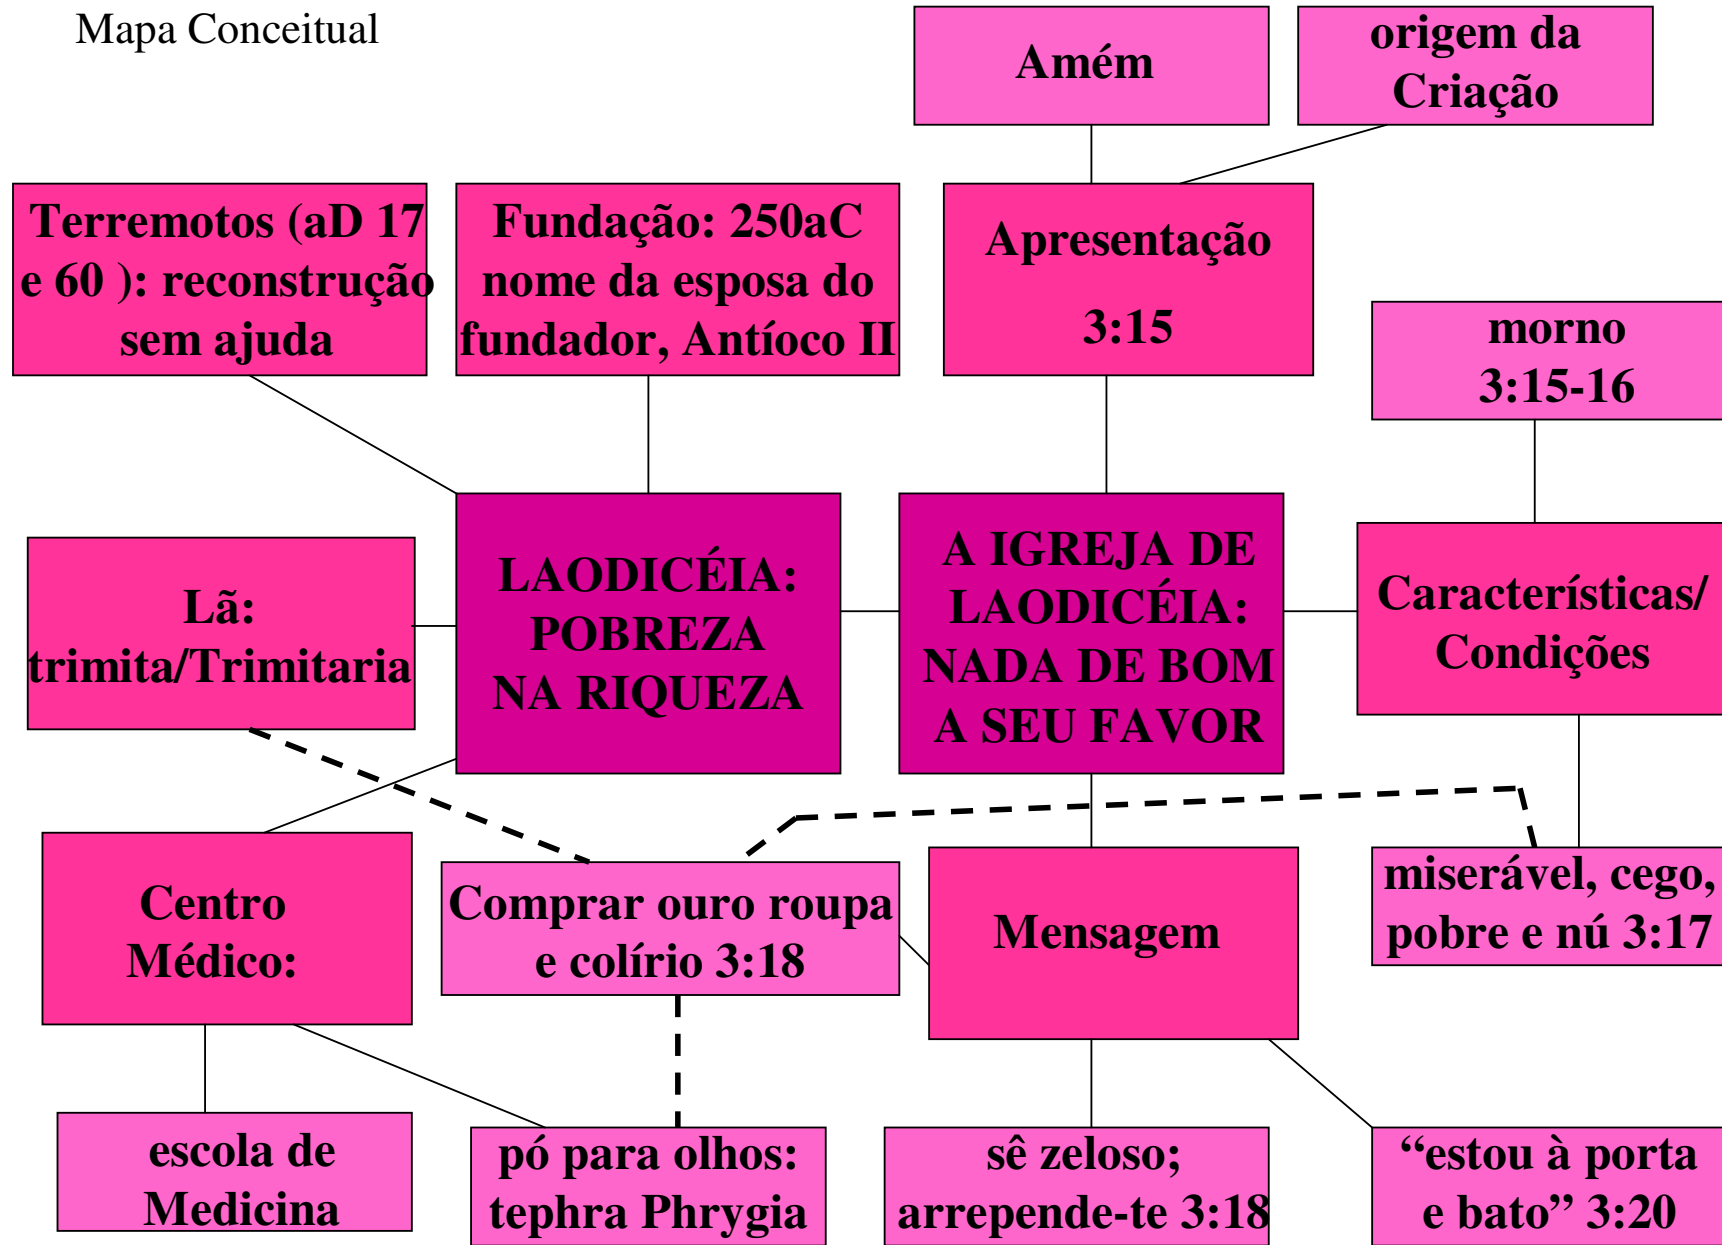 Mapa Conceitual
Amém
origem da
Criação
Terremotos (aD 17
e 60 ): reconstrução
sem ajuda
Fundação: 250aC
nome da esposa do
fundador, Antíoco II
Apresentação
3:15
morno
3:15-16
Lã:
trimita/Trimitaria
LAODICÉIA:
POBREZA
NA RIQUEZA
A IGREJA DE
LAODICÉIA:
NADA DE BOM
A SEU FAVOR
Características/
Condições
Centro
Médico:
Comprar ouro roupa
e colírio 3:18
Mensagem
miserável, cego,
pobre e nú 3:17
escola de
Medicina
pó para olhos:
tephra Phrygia
sê zeloso;
arrepende-te 3:18
“estou à porta
e bato” 3:20